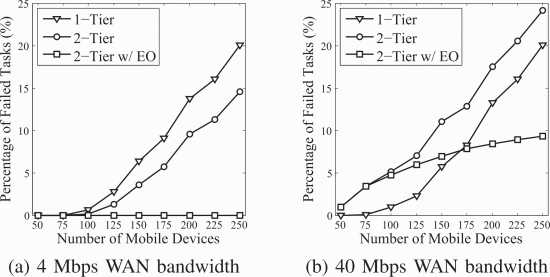 Percentage of Failed Tasks (%)
25
20
15
10
5
0
1−Tier
2−Tier
2−Tier w/ EO
50 75 100 125 150 175 200 225 250
Number of Mobile Devices
(a) 4 Mbps WAN bandwidth
Percentage of Failed Tasks (%)
25
20
15
10
5
0
1−Tier
2−Tier
2−Tier w/ EO
50 75 100 125 150 175 200 225 250
Number of Mobile Devices
(b) 40 Mbps WAN bandwidth